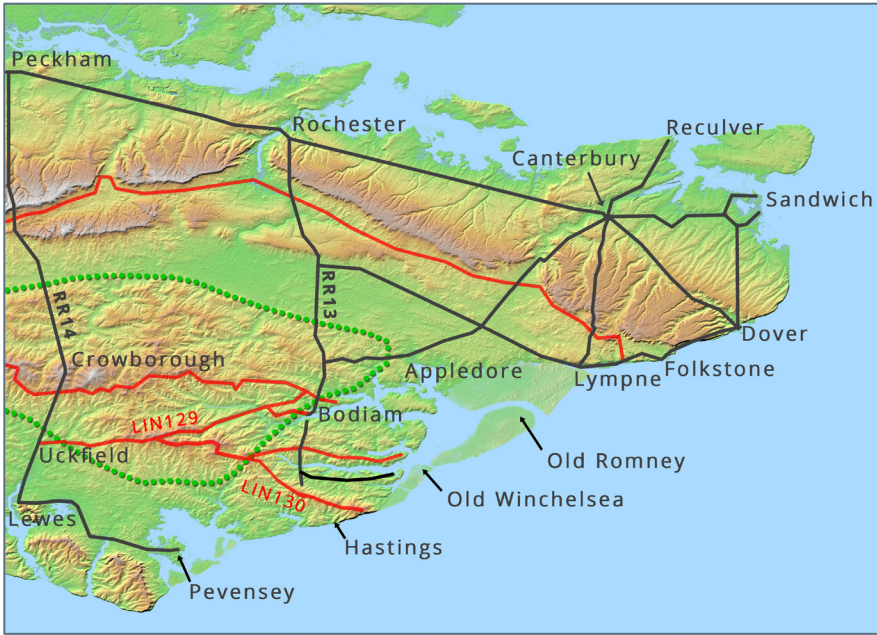 Peckham
Rochester
Reculver
Canterbury
Sandwich
RR14
RR13
Dover
Crowborough
Appledore
Lympne
Folkstone
LIN129
Bodiam
Uckfield
Old Romney
LIN130
Old Winchelsea
Lewes
Hastings
Pevensey